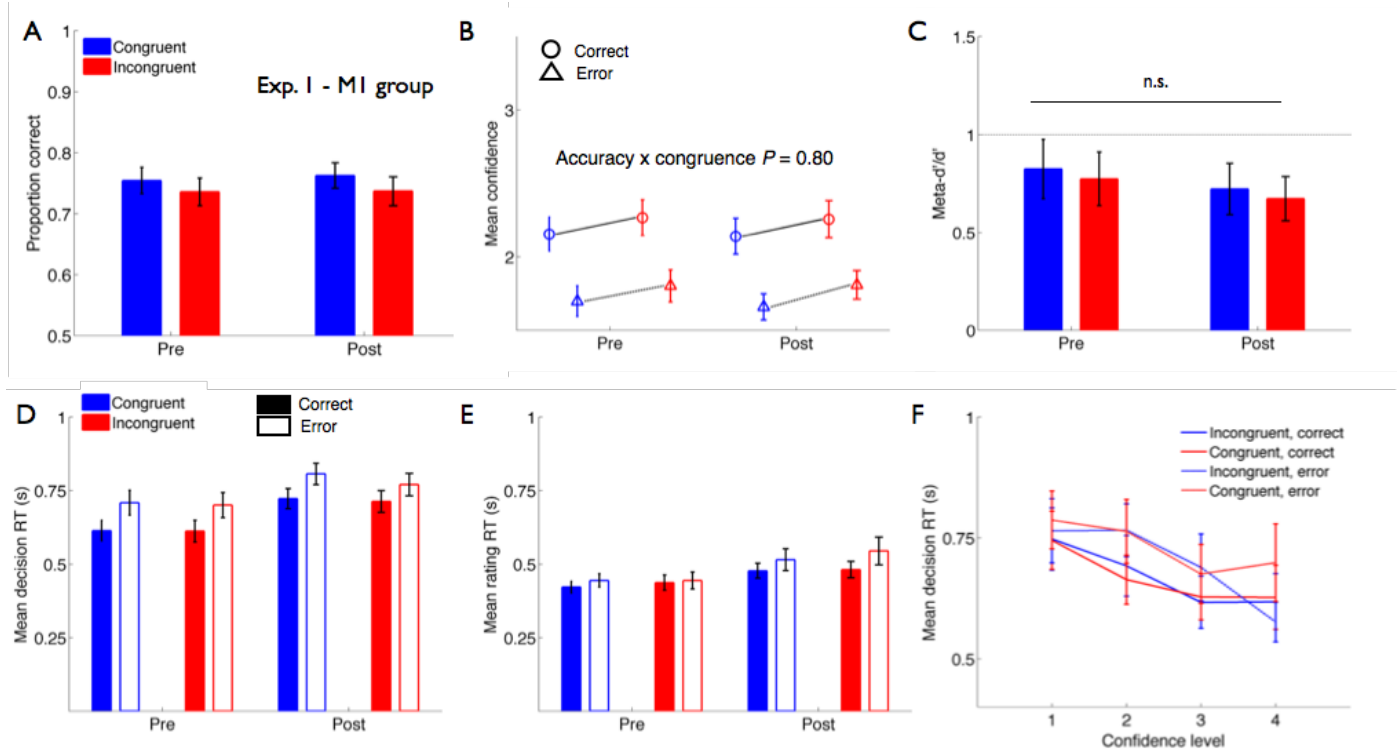 A
1
Congruent
Incongruent
Exp. 1 - M1 group
0.9
0.8
0.7
0.6
0.5
Proportion correct
Pre
Post
B
Correct
Error
3
Accuracy x congruence P = 0.80
2
Mean confidence
Pre
Post
C
1.5
n.s.
1
0.5
0
Meta-d'/d'
Pre
Post
D
1
Congruent
Incongruent
Correct
Error
0.75
0.5
0.25
Mean decision RT (s)
Pre
Post
E
1
0.75
0.5
0.25
Mean rating RT (s)
Pre
Post
F
1
Incongruent, correct
Congruent, correct
Incongruent, error
Congruent, error
0.75
0.5
Mean decision RT (s)
1 2 3 4
Confidence level